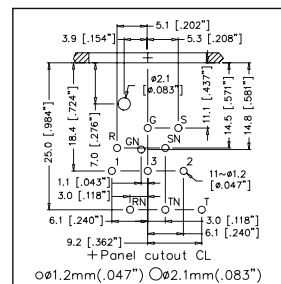 5.1 [.202"]
3.9 [.154"]
5.3 [.208"]
ø2.1
[ø.083"]
25.0 [.984"]
18.4 [.724"]
7.0 [.276"]
11.1 [.437"]
14.5 [.571"]
14.8 [.581"]
G
S
R
GN
SN
1
3
2
11~ø1.2
[ø.047"]
1.1 [.043"]
3.0 [.118"]
RN
TN
T
6.1 [.240"]
3.0 [.118"]
6.1 [.240"]
9.2 [.362"]
Panel cutout CL
ø1.2mm(.047") ø2.1mm(.083")